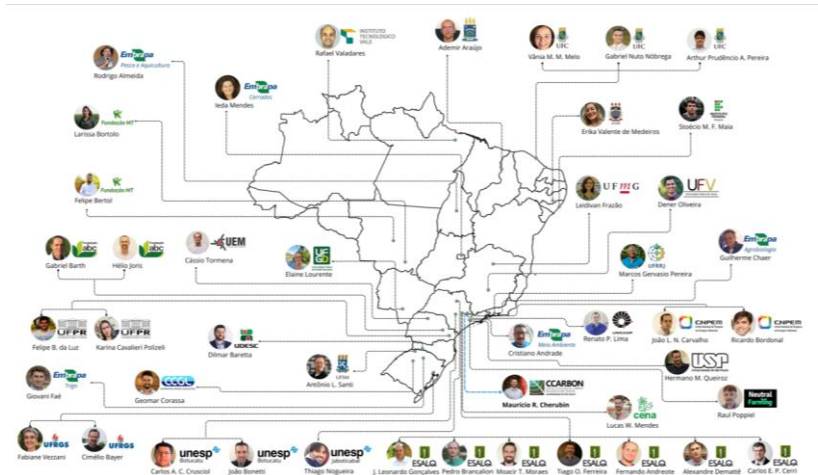 INSTITUTO
TECNOLÓGICO
VALE
Rafael Valadares
Ademir Araújo
UFC
Vânia M. M. Melo
UFC
Gabriel Nuto Nóbrega
UFC
Arthur Prudêncio A. Pereira
Embrapa
Pesca e Aquicultura
Rodrigo Almeida
Embrapa
Cerrados
Ieda Mendes
Fundação MT
Larissa Bortolo
Erika Valente de Medeiros
Stoécio M. F. Maia
Fundação MT
Felipe Bertol
UFMG
Leidivan Frazão
UFV
Dener Oliveira
abc
Gabriel Barth
abc
Hélio Joris
UEM
Cássio Tormena
Elaine Lourente
UFRRJ
Marcos Gervasio Pereira
Embrapa
Agrobiologia
Guilherme Chaer
UFPR
Felipe B. da Luz
UFPR
Karina Cavalieri Polizeli
UDESC
Dilmar Baretta
Embrapa
Meio Ambiente
Cristiano Andrade
UNICAMP
Renato P. Lima
CNPEM
João L. N. Carvalho
CNPEM
Ricardo Bordonal
Embrapa
Trigo
Giovani Faé
CCGL
Geomar Corassa
UFSM
Antônio L. Santi
CCARBON
Maurício R. Cherubin
USP
Hermano M. Queiroz
cena
Lucas W. Mendes
Neutral
Farming
Raul Poppiel
UFRGS
Fabiane Vezzani
UFRGS
Cimélio Bayer
unesp
Botucatu
Carlos A. C. Crusciol
unesp
Botucatu
João Bonetti
unesp
Jaboticabal
Thiago Nogueira
ESALQ
J. Leonardo Gonçalves
ESALQ
Pedro Brancalion
ESALQ
Moacir T. Moraes
ESALQ
Tiago O. Ferreira
ESALQ
Fernando Andreote
ESALQ
Alexandre Demattê
ESALQ
Carlos E. P. Cerri